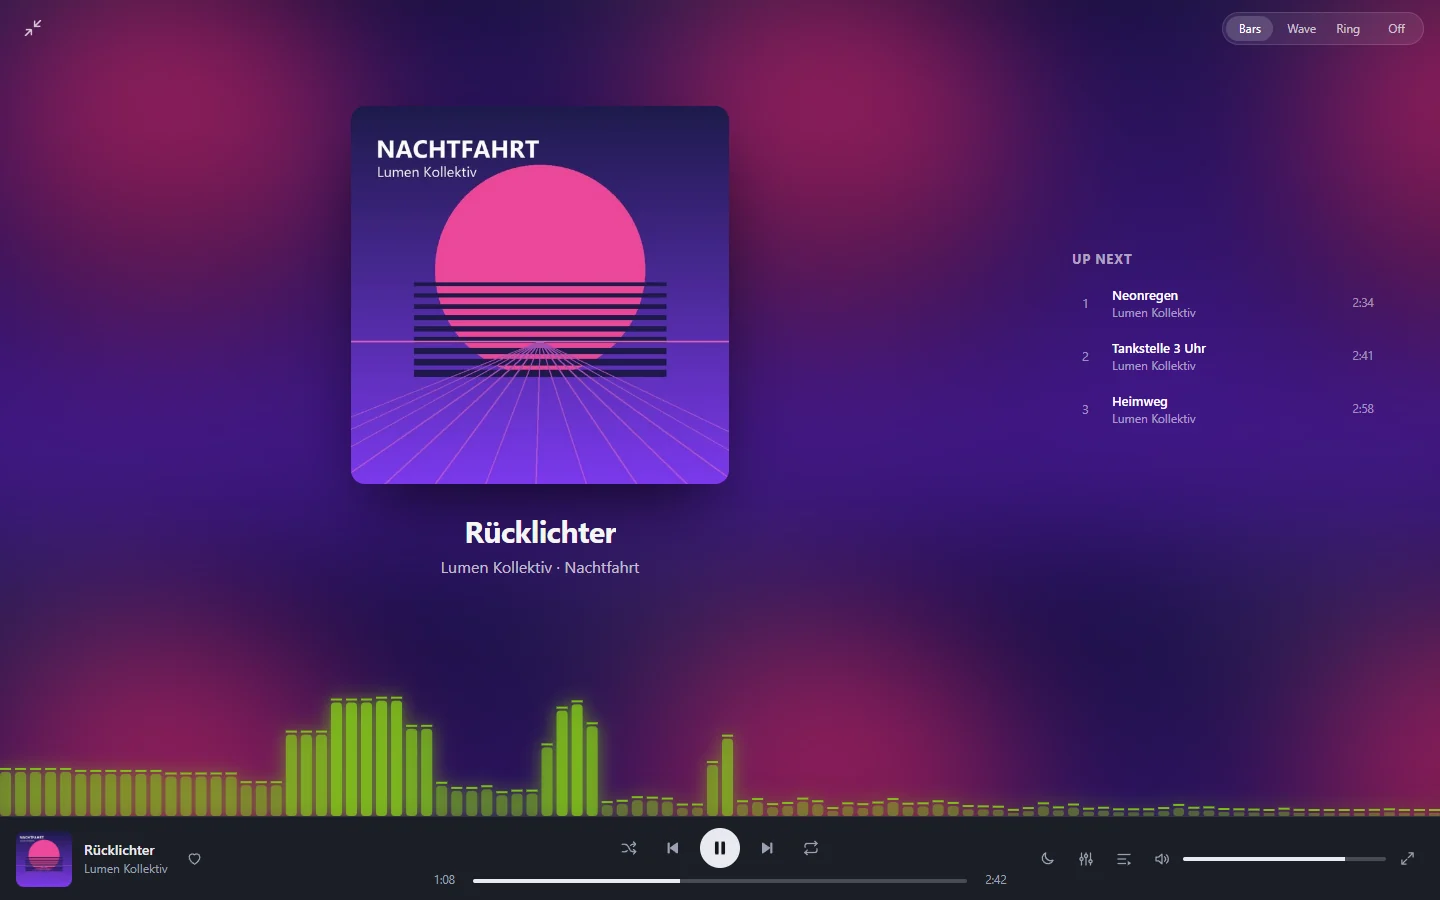 Bars Wave Ring Off
NACHTFAHRT
Lumen Kollektiv
Rücklichter
Lumen Kollektiv · Nachtfahrt
UP NEXT
1 Neonregen 2:34
Lumen Kollektiv
2 Tankstelle 3 Uhr 2:41
Lumen Kollektiv
3 Heimweg 2:58
Lumen Kollektiv
NACHTFAHRT
Rücklichter
Lumen Kollektiv
1:08 2:42